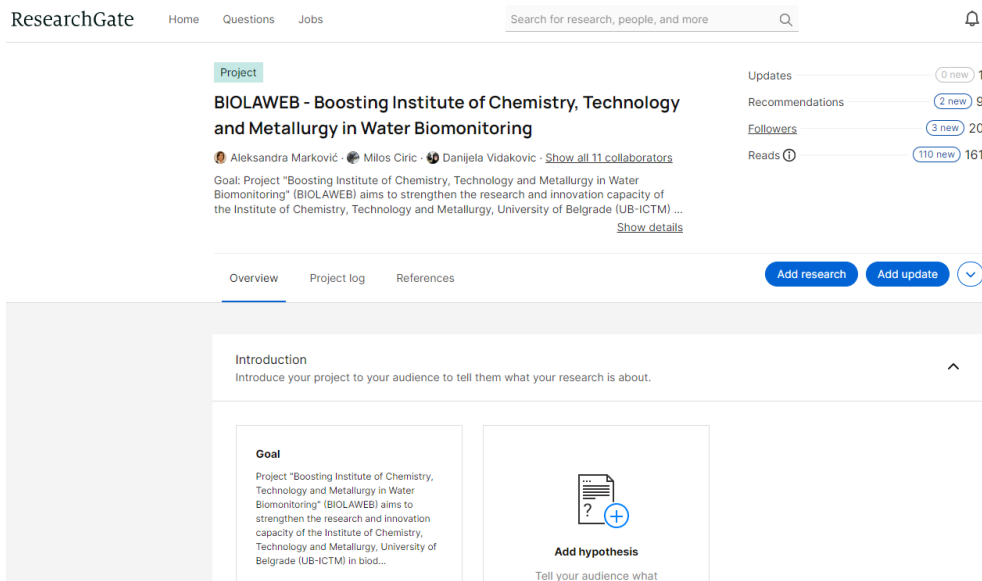 ResearchGate Home Questions Jobs Search for research, people, and more
Project
BIOLAWEB - Boosting Institute of Chemistry, Technology
and Metallurgy in Water Biomonitoring
Aleksandra Marković · Milos Ciric · Danijela Vidakovic · Show all 11 collaborators
Goal: Project "Boosting Institute of Chemistry, Technology and Metallurgy in Water
Biomonitoring" (BIOLAWEB) aims to strengthen the research and innovation capacity of
the Institute of Chemistry, Technology and Metallurgy, University of Belgrade (UB-ICTM) ...
Show details
Updates 0 new 1
Recommendations 2 new 9
Followers 3 new 20
Reads 110 new 161
Overview Project log References Add research Add update
Introduction
Introduce your project to your audience to tell them what your research is about.
Goal
Project "Boosting Institute of Chemistry,
Technology and Metallurgy in Water
Biomonitoring" (BIOLAWEB) aims to
strengthen the research and innovation
capacity of the Institute of Chemistry,
Technology and Metallurgy, University of
Belgrade (UB-ICTM) in biod...
?
Add hypothesis
Tell your audience what